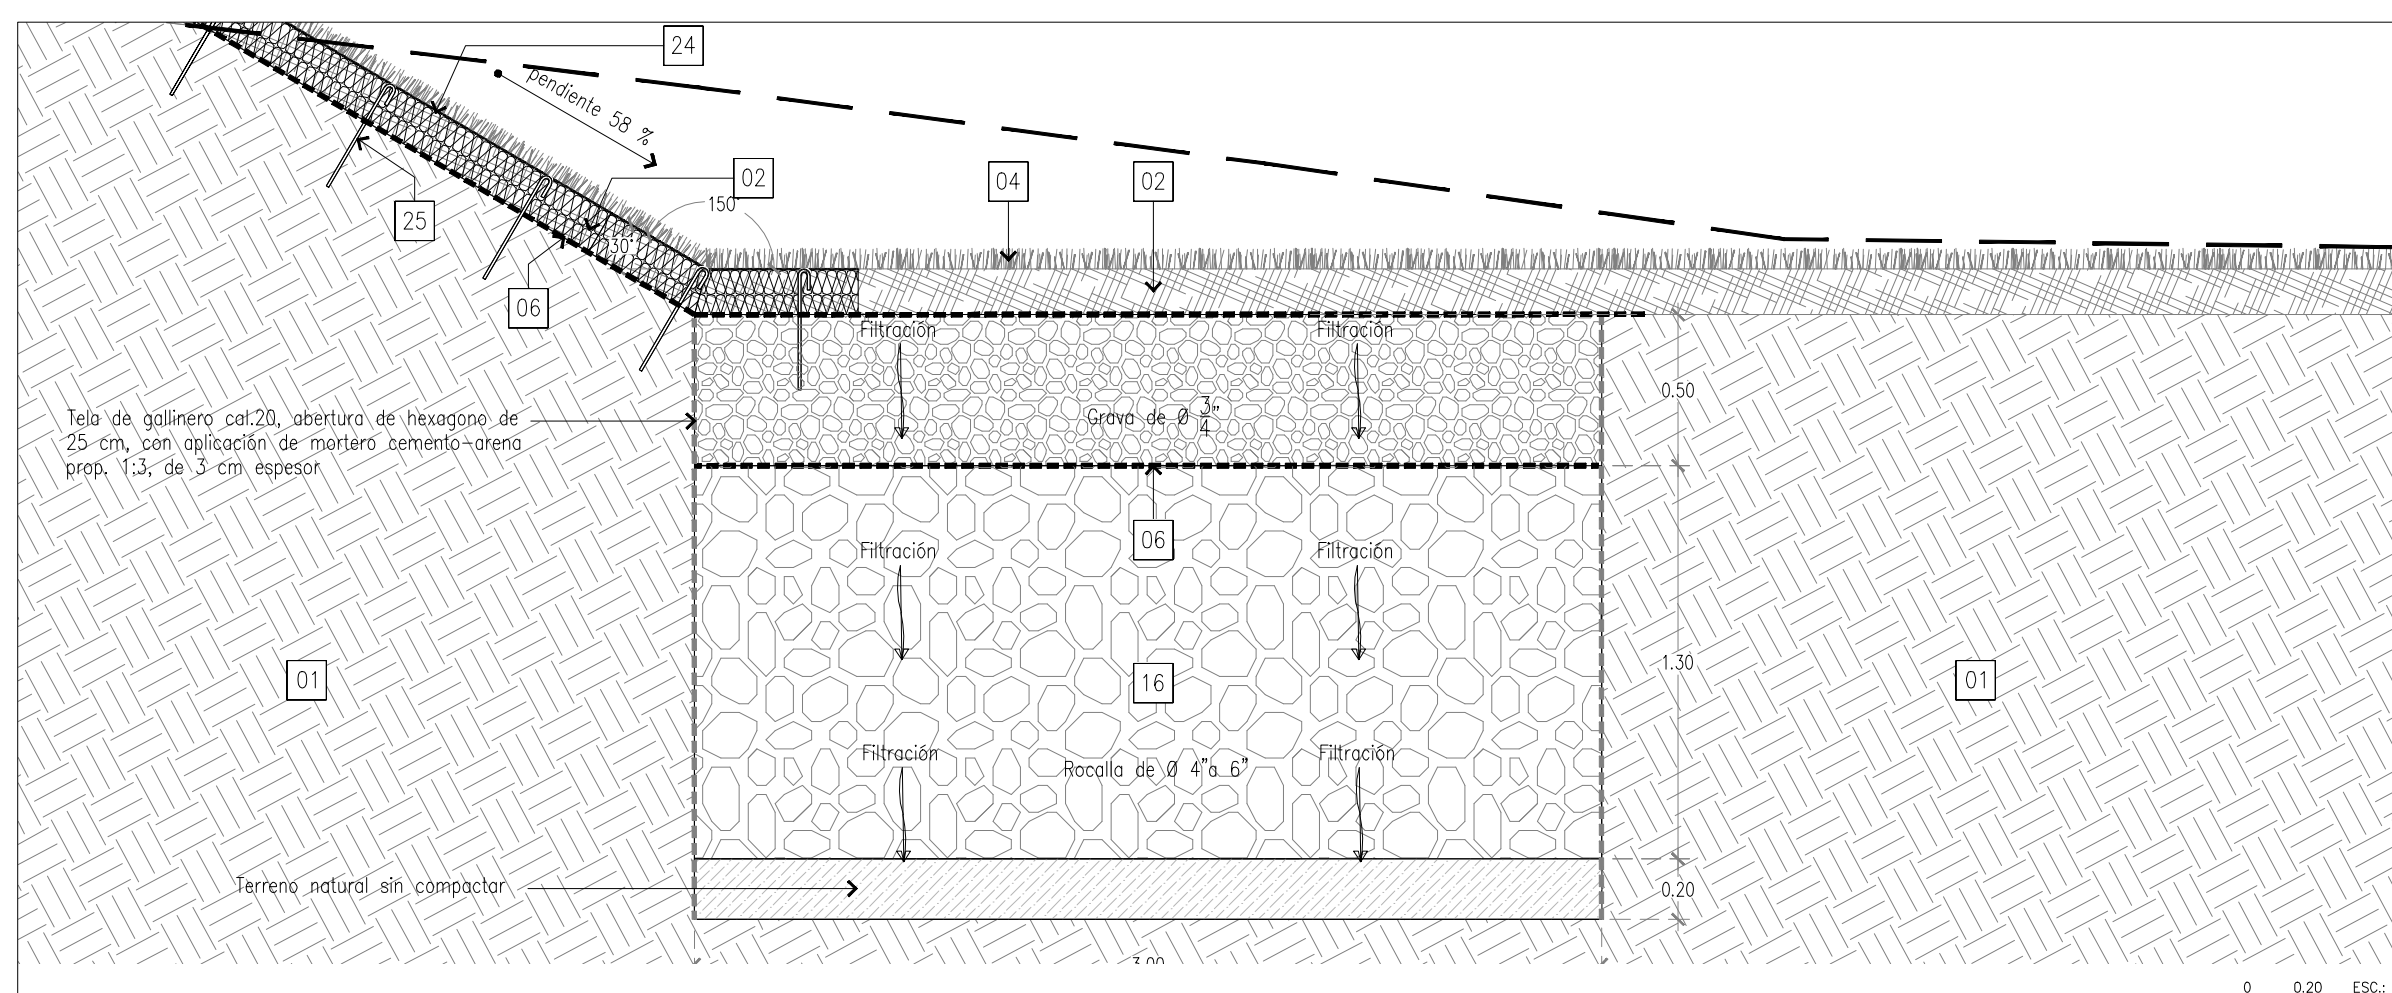 24
pendiente 58 %
02
150°
04
02
25
30°
06
Filtración
Filtración
0.50
Tela de gallinero cal.20, abertura de hexagono de
25 cm, con aplicación de mortero cemento-arena
prop. 1:3, de 3 cm espesor
Grava de Ø 3/4"
06
Filtración
Filtración
01
16
1.30
01
Filtración
Filtración
Rocalla de Ø 4"a 6"
Terreno natural sin compactar
0.20
3.00
0 0.20 ESC.: